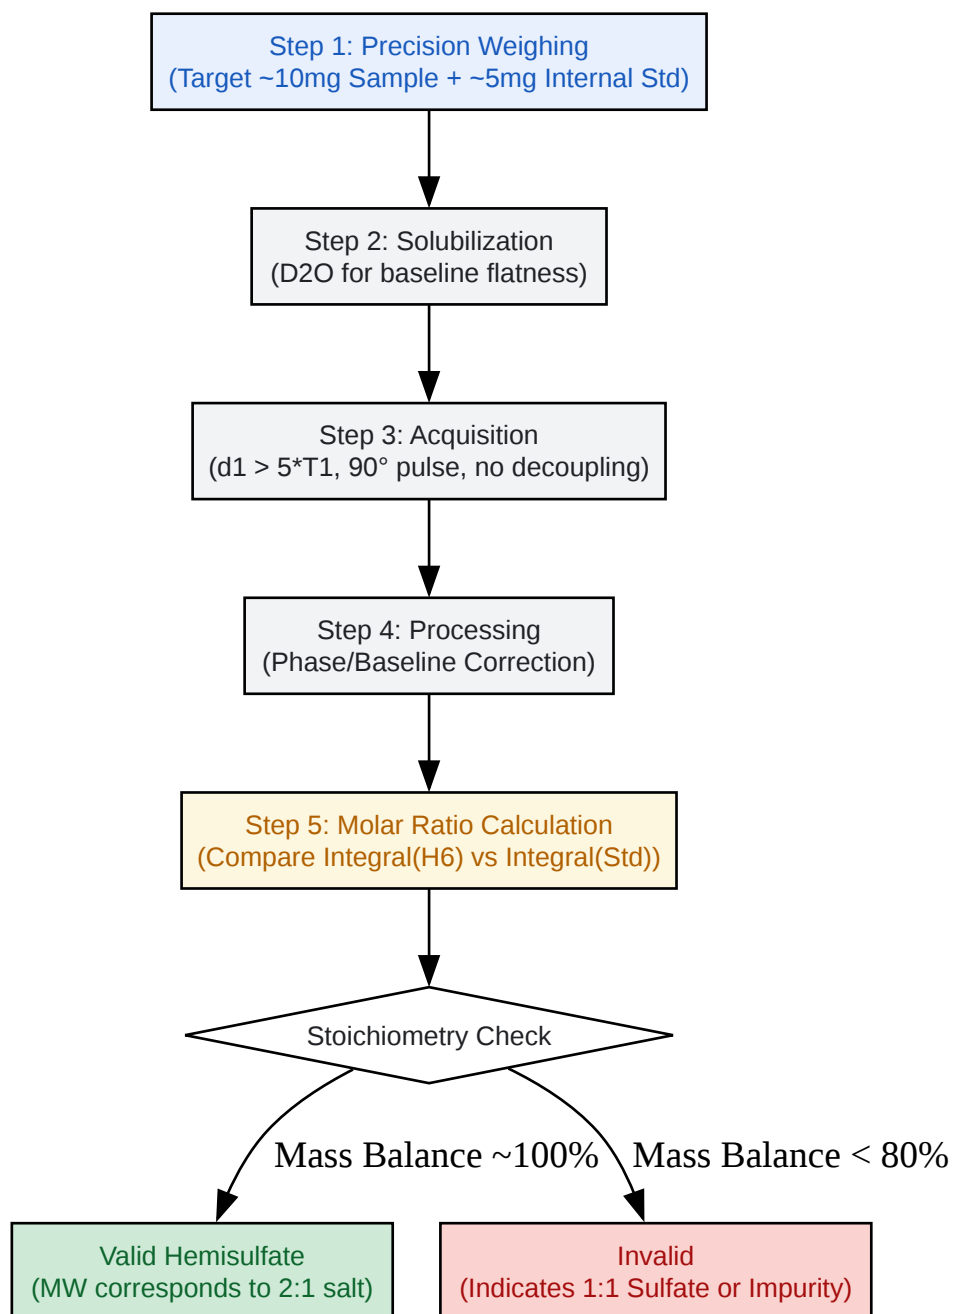 Step 1: Precision Weighing
(Target ~10mg Sample + ~5mg Internal Std)
Step 2: Solubilization
(D2O for baseline flatness)
Step 3: Acquisition
(d1 > 5*T1, 90° pulse, no decoupling)
Step 4: Processing
(Phase/Baseline Correction)
Step 5: Molar Ratio Calculation
(Compare Integral(H6) vs Integral(Std))
Stoichiometry Check
Mass Balance ~100%
Mass Balance < 80%
Valid Hemisulfate
(MW corresponds to 2:1 salt)
Invalid
(Indicates 1:1 Sulfate or Impurity)